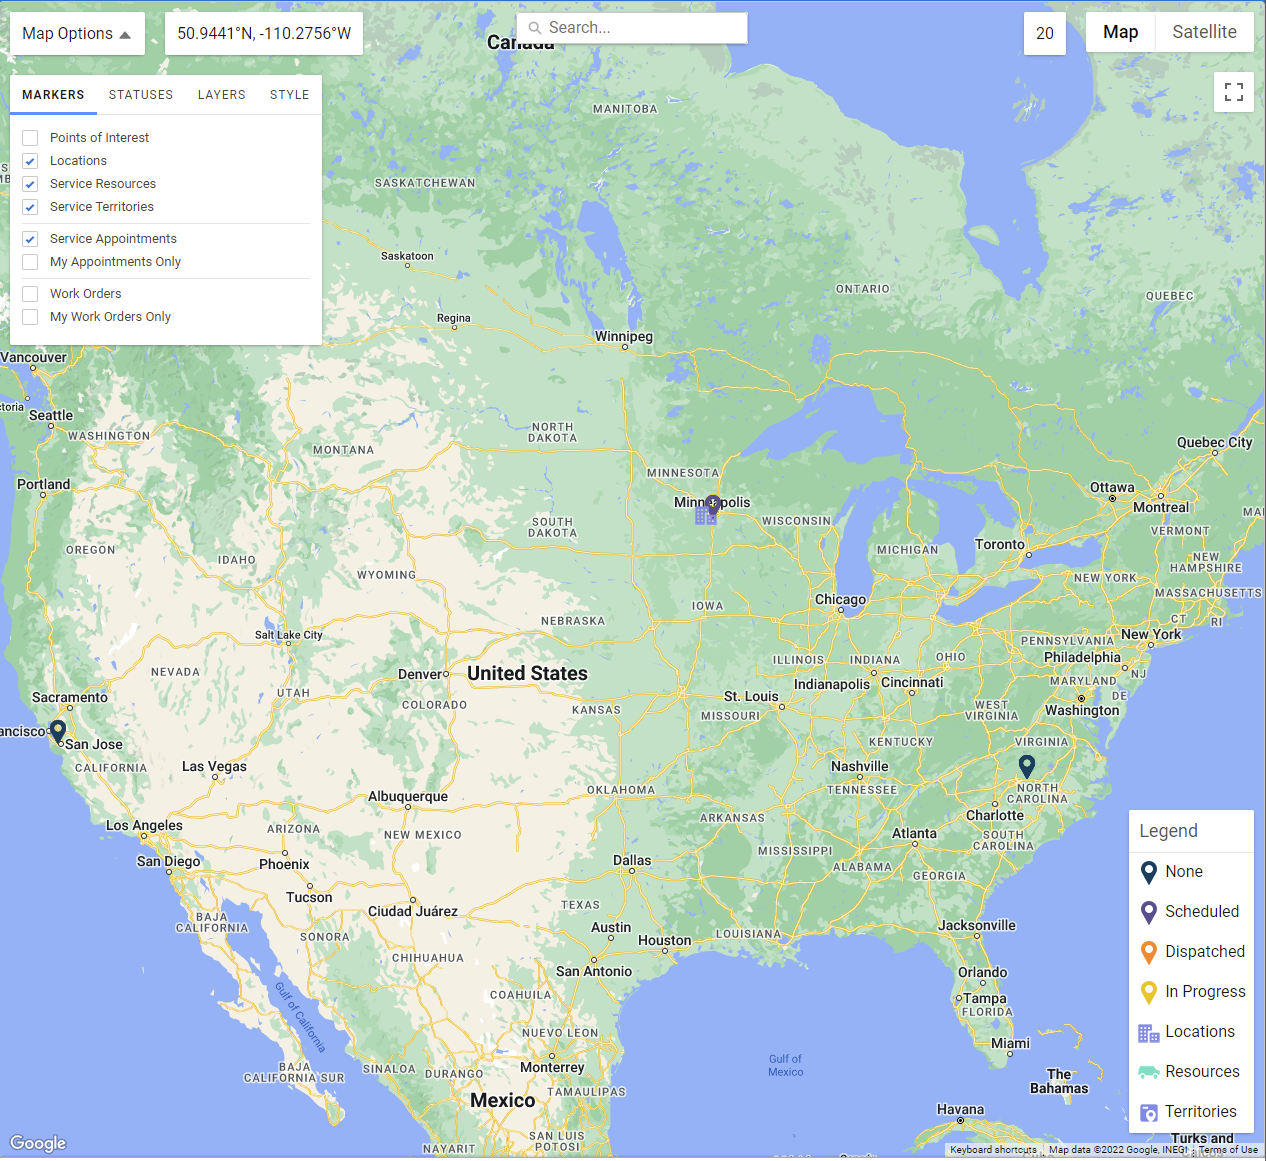 Map Options
50.9441°N, -110.2756°W
Search...
20
Map
Satellite
Canada
MARKERS
STATUSES
LAYERS
STYLE
Points of Interest
Locations
Service Resources
Service Territories
Service Appointments
My Appointments Only
Work Orders
My Work Orders Only
MANITOBA
SASKATCHEWAN
Saskatoon
ONTARIO
QUEBEC
Regina
Winnipeg
Vancouver
toria
Seattle
WASHINGTON
NORTH
DAKOTA
MONTANA
Quebec City
MINNESOTA
Portland
Ottawa
Minneapolis
Montreal
MAI
SOUTH
DAKOTA
WISCONSIN
VERMONT
OREGON
MICHIGAN
Toronto
NEW
HAMPSHIRE
IDAHO
WYOMING
NEW YORK
MASSACHUSETTS
Chicago
IOWA
CT
RI
NEBRASKA
Salt Lake City
PENNSYLVANIA
New York
ILLINOIS
INDIANA
OHIO
Philadelphia
NEVADA
Denver
United States
NJ
Indianapolis
Cincinnati
MARYLAND
UTAH
St. Louis
DE
Sacramento
COLORADO
KANSAS
MISSOURI
WEST
VIRGINIA
Washington
ancisco
San Jose
KENTUCKY
VIRGINIA
CALIFORNIA
Las Vegas
Nashville
OKLAHOMA
TENNESSEE
NORTH
CAROLINA
Albuquerque
Charlotte
Los Angeles
ARIZONA
NEW MEXICO
ARKANSAS
Atlanta
SOUTH
CAROLINA
San Diego
Phoenix
Dallas
MISSISSIPPI
ALABAMA
GEORGIA
Tucson
Ciudad Juárez
TEXAS
BAJA
CALIFORNIA
SONORA
Austin
Houston
LOUISIANA
Jacksonville
CHIHUAHUA
San Antonio
Orlando
COAHUILA
Tampa
FLORIDA
Gulf of California
NUEVO LEON
Miami
BAJA
CALIFORNIA SUR
SINALOA
DURANGO
Monterrey
Gulf of
Mexico
The
Bahamas
TAMAULIPAS
Mexico
Havana
SAN LUIS
POTOSI
NAYARIT
Turks and
Legend
None
Scheduled
Dispatched
In Progress
Locations
Resources
Territories
Google
Keyboard shortcuts
Map data ©2022 Google, INEGI
Terms of Use